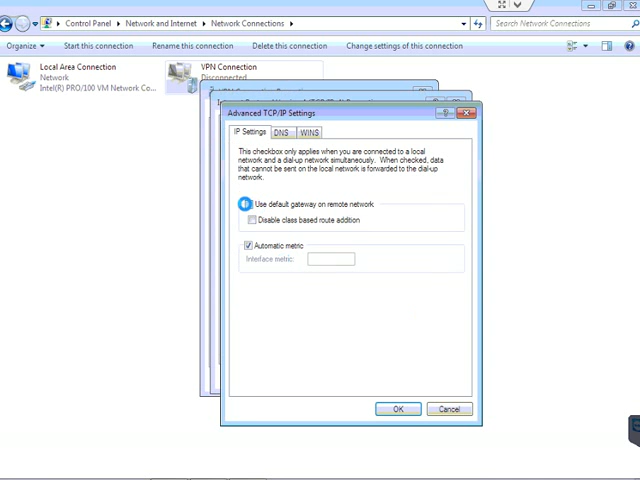 Control Panel ▸ Network and Internet ▸ Network Connections ▸
Search Network Connections
Organize Start this connection Rename this connection Delete this connection Change settings of this connection
Local Area Connection
Network
Intel(R) PRO/100 VM Network Co...
VPN Connection
Disconnected
Advanced TCP/IP Settings
IP Settings DNS WINS
This checkbox only applies when you are connected to a local
network and a dial-up network simultaneously. When checked, data
that cannot be sent on the local network is forwarded to the dial-up
network.
Use default gateway on remote network
Disable class based route addition
Automatic metric
Interface metric:
OK Cancel